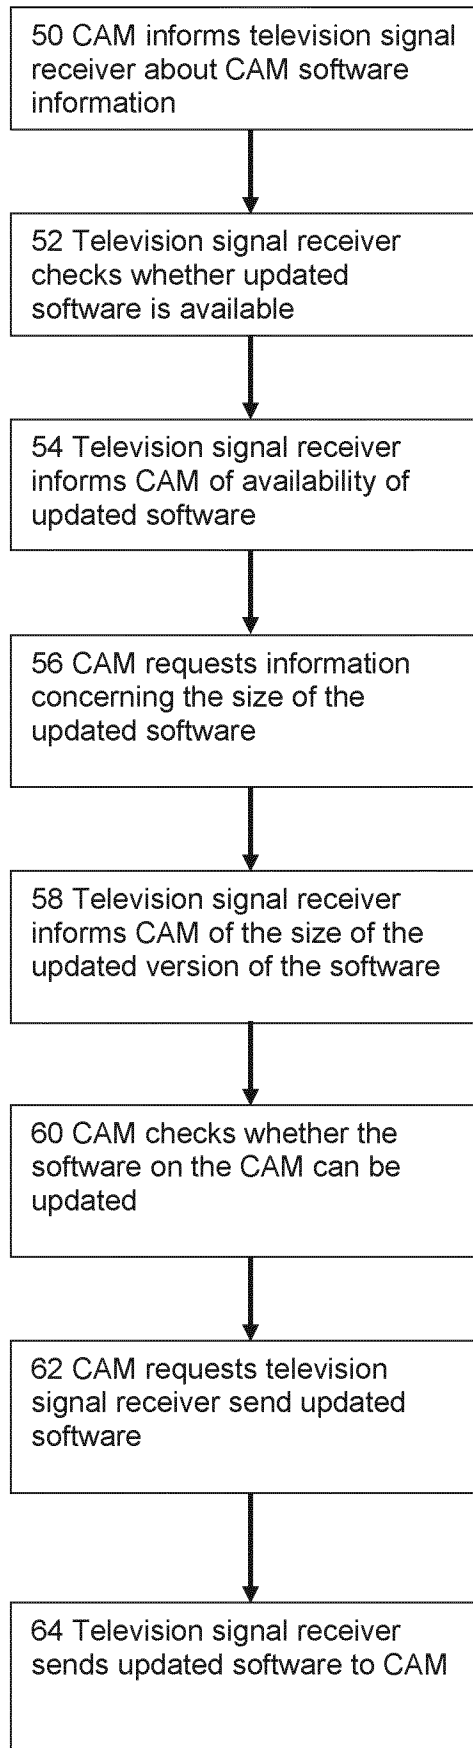 50 CAM informs television signal
receiver about CAM software
information
52 Television signal receiver
checks whether updated
software is available
54 Television signal receiver
informs CAM of availability of
updated software
56 CAM requests information
concerning the size of the
updated software
58 Television signal receiver
informs CAM of the size of the
updated version of the software
60 CAM checks whether the
software on the CAM can be
updated
62 CAM requests television
signal receiver send updated
software
64 Television signal receiver
sends updated software to CAM